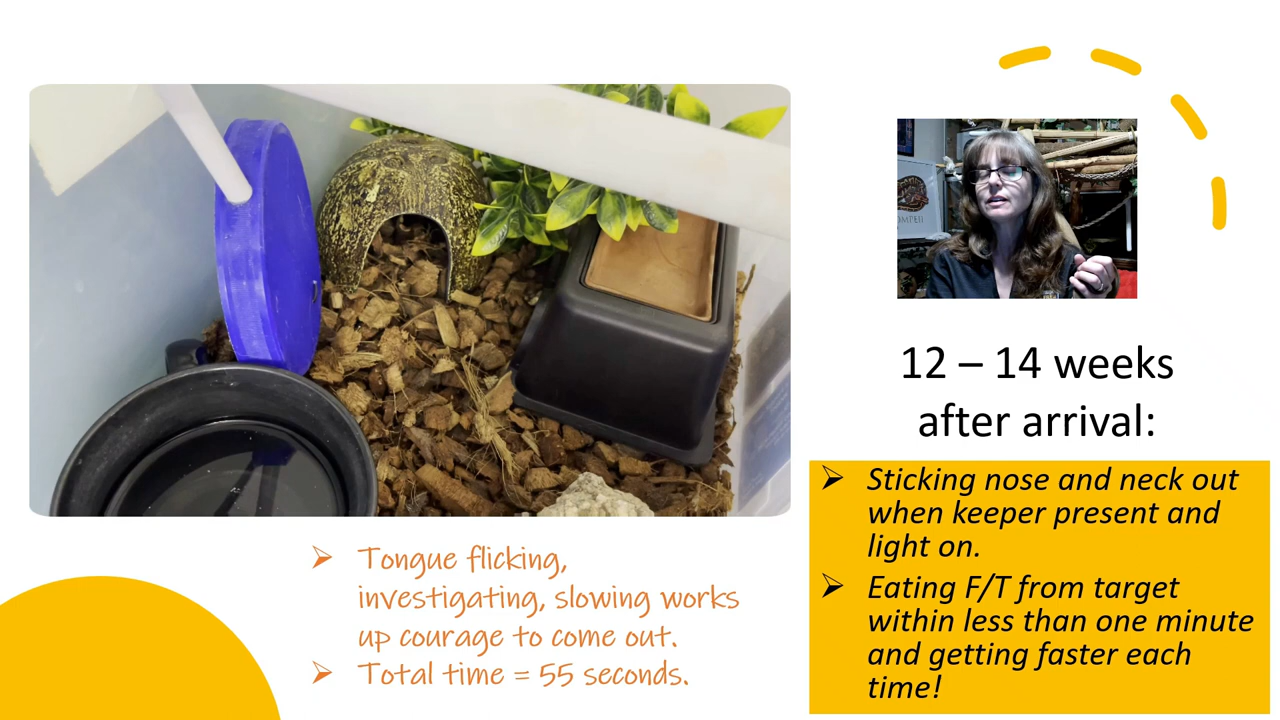 OMPEII
12 – 14 weeks
after arrival:
➢ Sticking nose and neck out
when keeper present and
light on.
➢ Eating F/T from target
within less than one minute
and getting faster each
time!
➢ Tongue flicking,
investigating, slowing works
up courage to come out.
➢ Total time = 55 seconds.